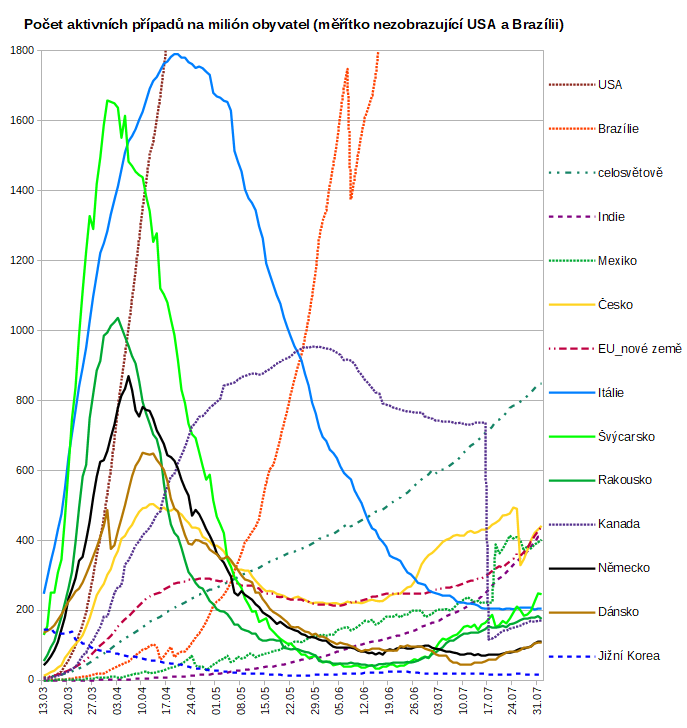 Počet aktivních případů na milión obyvatel (měřítko nezobrazující USA a Brazílii)
1800
1600
1400
1200
1000
800
600
400
200
0
13.03
20.03
27.03
03.04
10.04
17.04
24.04
01.05
08.05
15.05
22.05
29.05
05.06
12.06
19.06
26.06
03.07
10.07
17.07
24.07
31.07
USA
Brazílie
celosvětově
Indie
Mexiko
Česko
EU_nové země
Itálie
Švýcarsko
Rakousko
Kanada
Německo
Dánsko
Jižní Korea